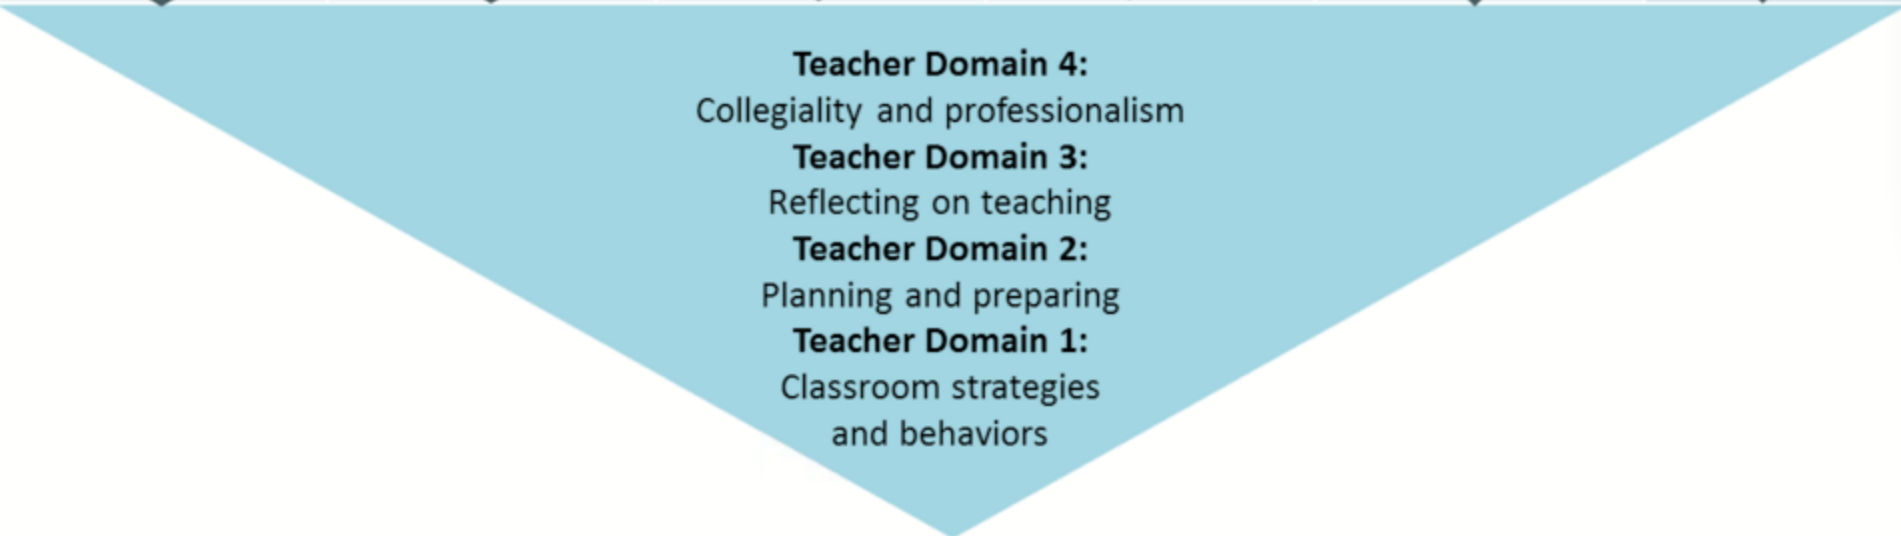 Teacher Domain 4:
Collegiality and professionalism
Teacher Domain 3:
Reflecting on teaching
Teacher Domain 2:
Planning and preparing
Teacher Domain 1:
Classroom strategies
and behaviors